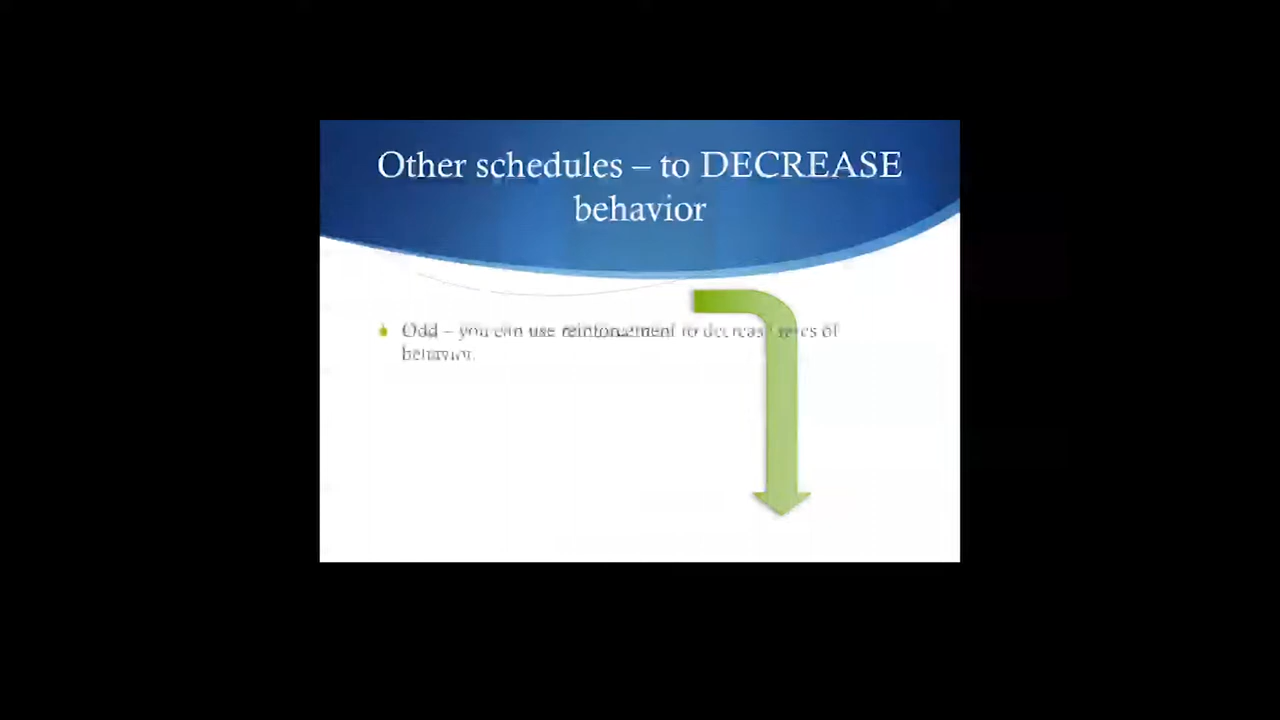 Other schedules – to DECREASE
behavior
Odd – you can use reinforcement to decrease rates of
behavior.